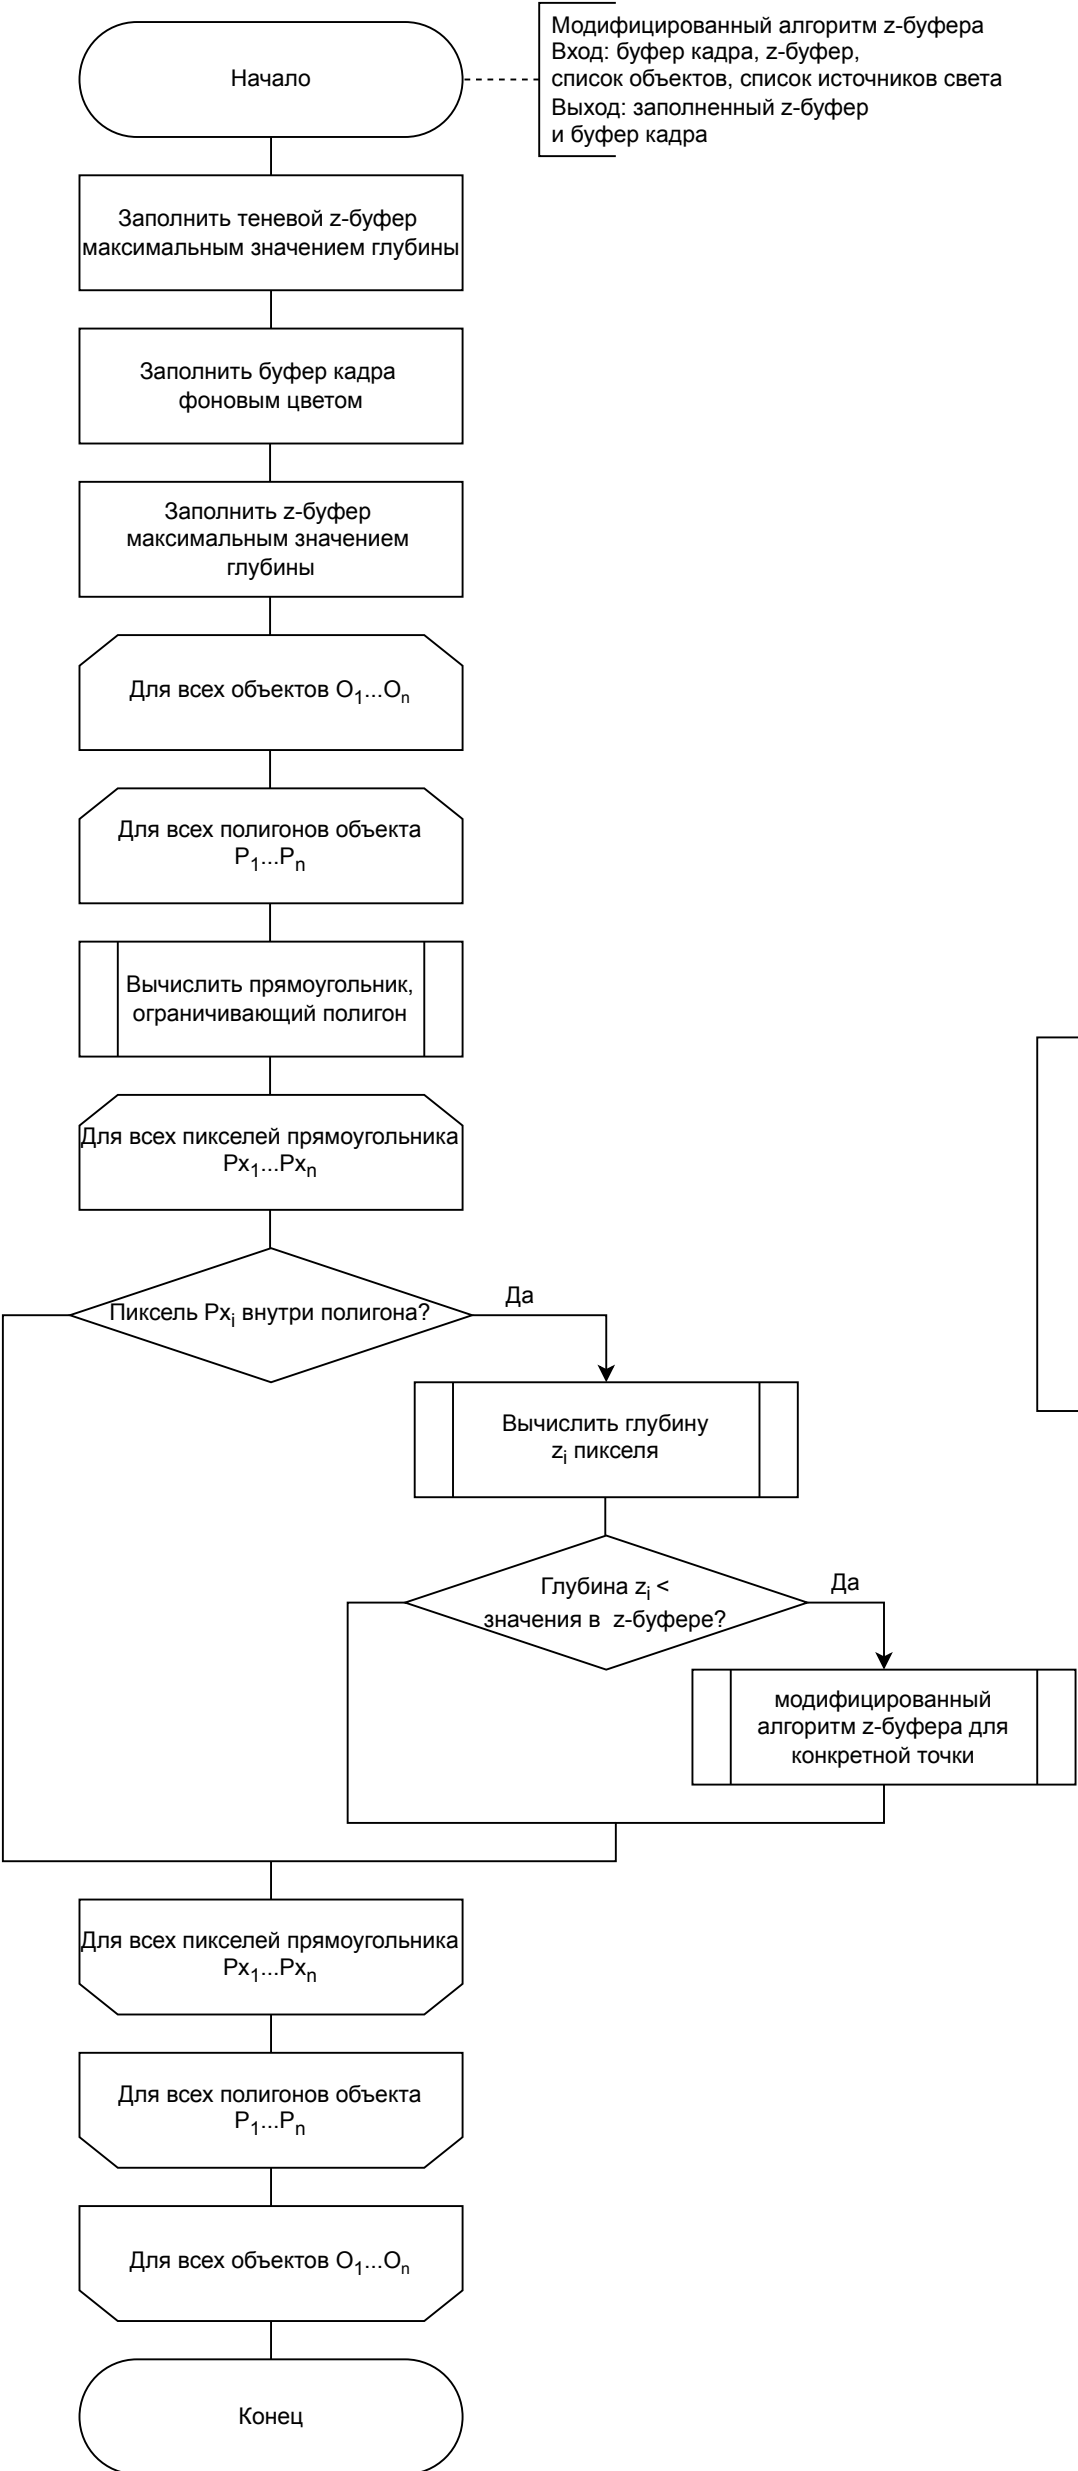 Начало
Модифицированный алгоритм z-буфера
Вход: буфер кадра, z-буфер,
список объектов, список источников света
Выход: заполненный z-буфер
и буфер кадра
Заполнить теневой z-буфер
максимальным значением глубины
Заполнить буфер кадра
фоновым цветом
Заполнить z-буфер
максимальным значением
глубины
Для всех объектов O₁...Oₙ
Для всех полигонов объекта
P₁...Pₙ
Вычислить прямоугольник,
ограничивающий полигон
Для всех пикселей прямоугольника
Px₁...Pxₙ
Пиксель Pxᵢ внутри полигона?
Да
Вычислить глубину
zᵢ пикселя
Глубина zᵢ <
значения в z-буфере?
Да
модифицированный
алгоритм z-буфера для
конкретной точки
Для всех пикселей прямоугольника
Px₁...Pxₙ
Для всех полигонов объекта
P₁...Pₙ
Для всех объектов O₁...Oₙ
Конец